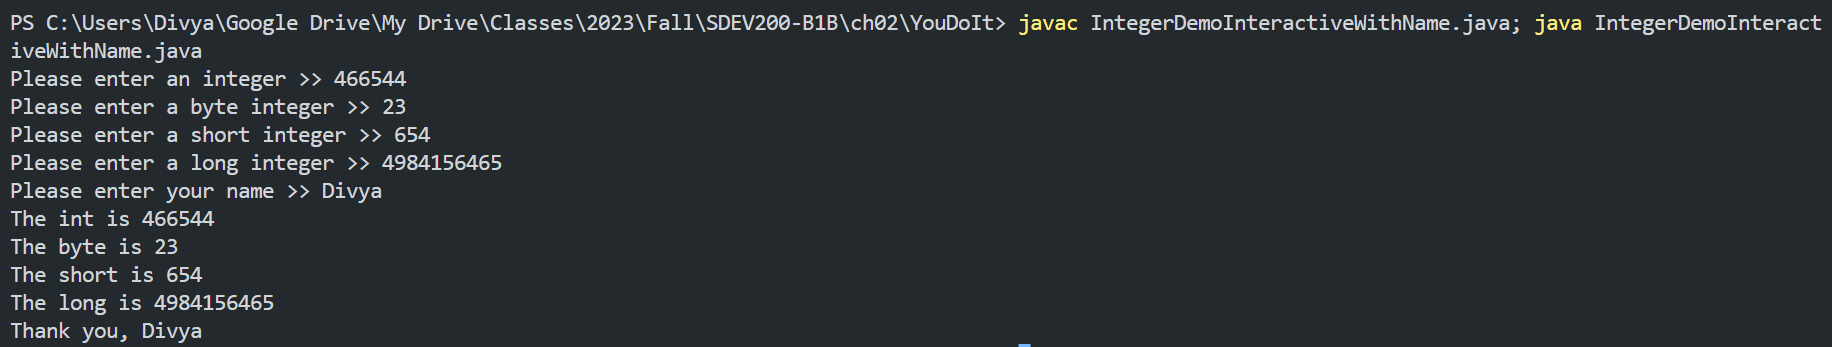 PS C:\Users\Divya\Google Drive\My Drive\Classes\2023\Fall\SDEV200-B1B\ch02\YouDoIt> javac IntegerDemoInteractiveWithName.java; java IntegerDemoInteract
iveWithName.java
Please enter an integer >> 466544
Please enter a byte integer >> 23
Please enter a short integer >> 654
Please enter a long integer >> 4984156465
Please enter your name >> Divya
The int is 466544
The byte is 23
The short is 654
The long is 4984156465
Thank you, Divya